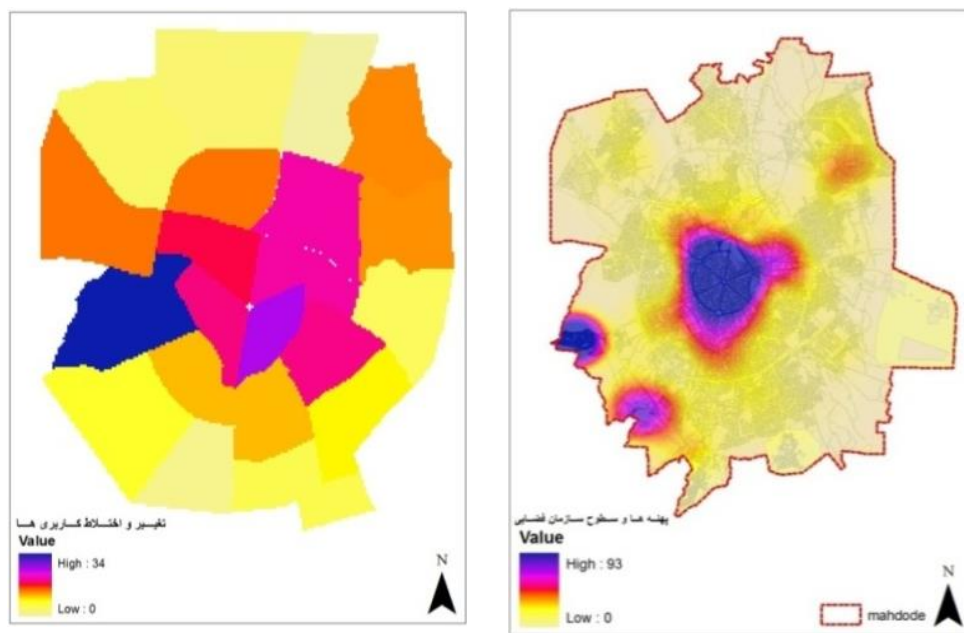 تغییر و اختلاط کاربری ها
Value
High : 34
Low : 0
N
پهنه ها و سطوح سازمان فضایی
Value
High : 93
Low : 0
mahdode
N